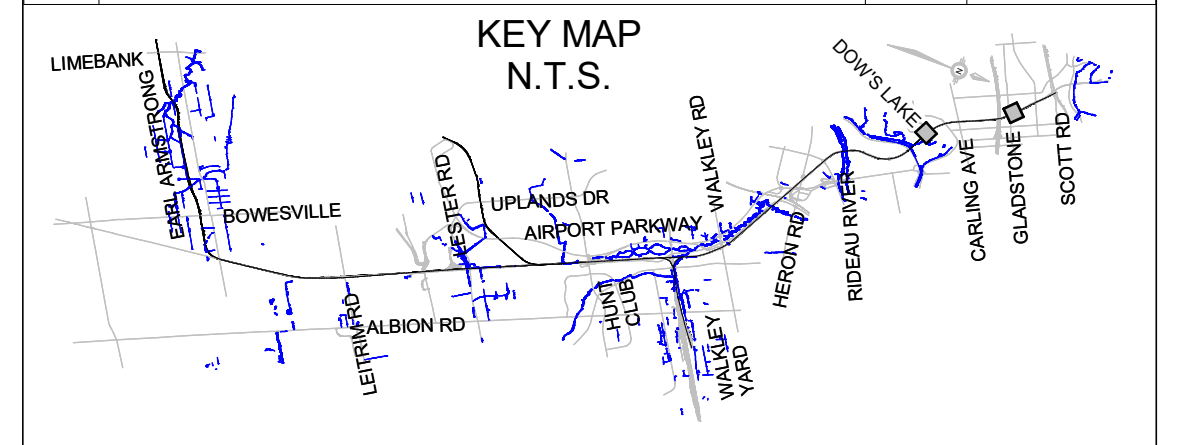 KEY MAP
N.T.S.
LIMEBANK
EARL ARMSTRONG
BOWESVILLE
LEITRIM RD
ALBION RD
LESTER RD
UPLANDS DR
AIRPORT PARKWAY
HUNT
CLUB
WALKLEY RD
WALKLEY
YARD
HERON RD
RIDEAU RIVER
DOW'S LAKE
N
CARLING AVE
GLADSTONE
SCOTT RD